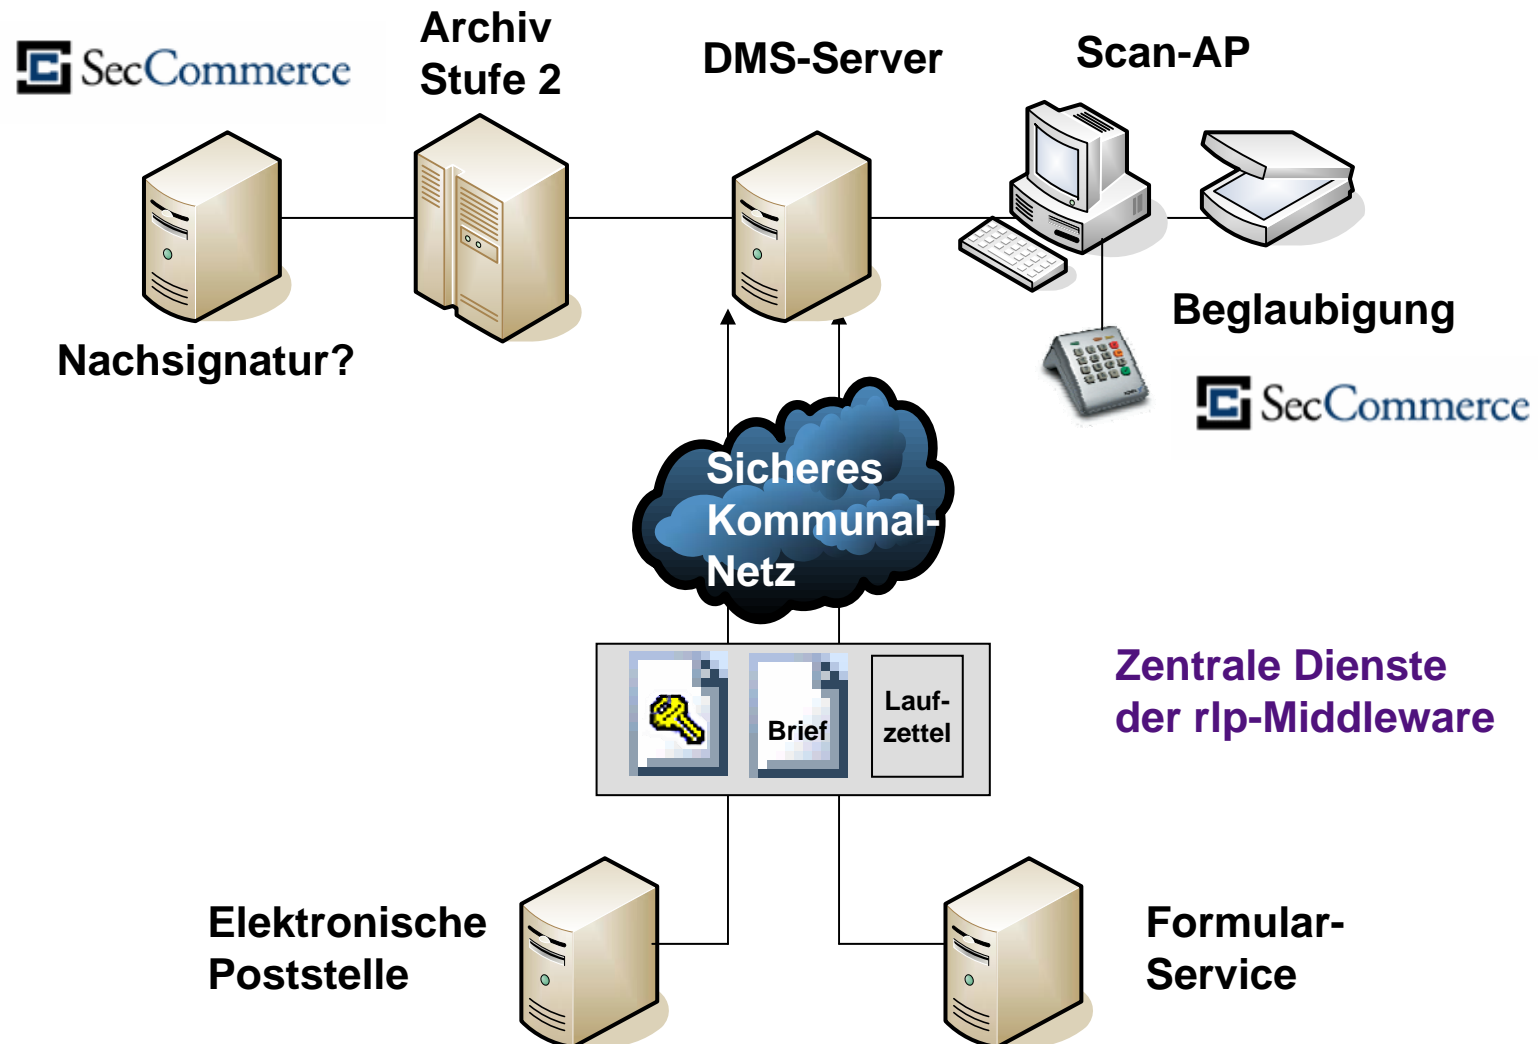 SecCommerce
Archiv
Stufe 2
DMS-Server
Scan-AP
Nachsignatur?
Beglaubigung
SecCommerce
Sicheres
Kommunal-
Netz
Brief
Lauf-
zettel
Zentrale Dienste
der rlp-Middleware
Elektronische
Poststelle
Formular-
Service